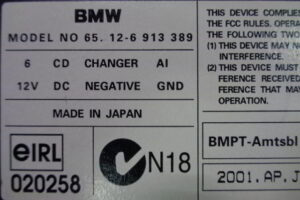 BMW
MODEL NO 65. 12-6 913 389
6 CD CHANGER AI
12V DC NEGATIVE GND
MADE IN JAPAN
eIRL
020258
N18
THIS DEVICE COMPLIES
THE FCC RULES. OPERA
THE FOLLOWING TWO
(1) THIS DEVICE MAY N
INTERFERENCE.
(2) THIS DEVICE MUST
FERENCE RECEIVED
FERENCE THAT MAY
OPERATION.
BMPT-Amtsbl
2001.AP.J